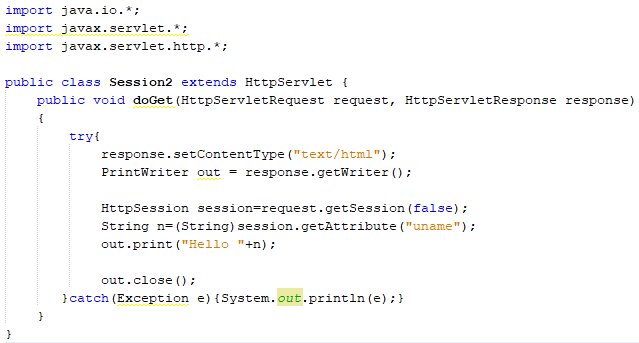 import java.io.*;
import javax.servlet.*;
import javax.servlet.http.*;

public class Session2 extends HttpServlet {
    public void doGet(HttpServletRequest request, HttpServletResponse response)
    {
        try{
            response.setContentType("text/html");
            PrintWriter out = response.getWriter();

            HttpSession session=request.getSession(false);
            String n=(String)session.getAttribute("uname");
            out.print("Hello "+n);

            out.close();
       }catch(Exception e){System.out.println(e);}
    }
}